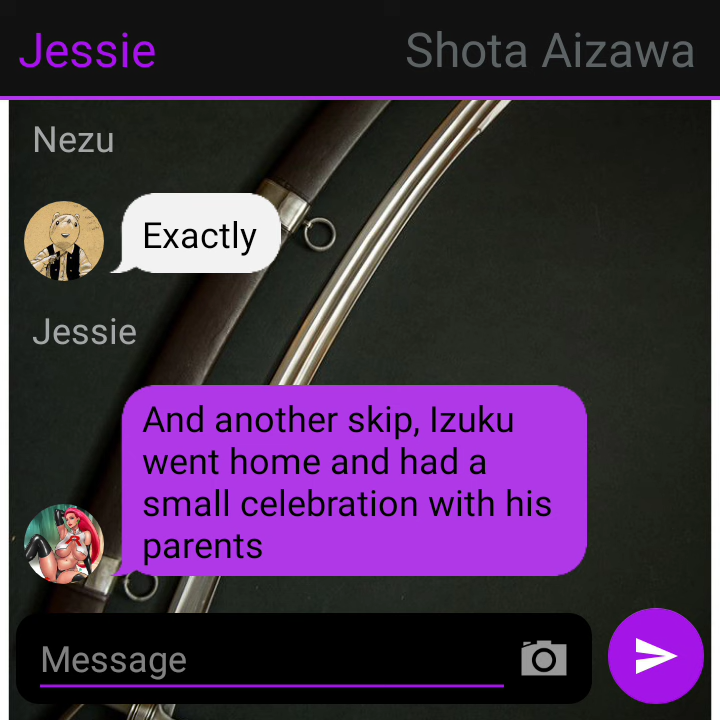 Jessie
Shota Aizawa
Nezu
Exactly
Jessie
And another skip, Izuku
went home and had a
small celebration with his
parents
Message